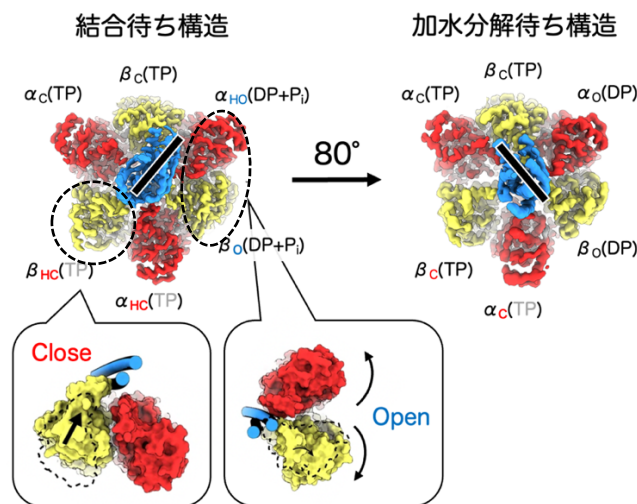 結合待ち構造
加水分解待ち構造
βC(TP)
αC(TP)
αHO(DP+Pi)
βHC(TP)
αHC(TP)
βO(DP+Pi)
80°
βC(TP)
αC(TP)
αO(DP)
βC(TP)
αC(TP)
βO(DP)
Close
Open